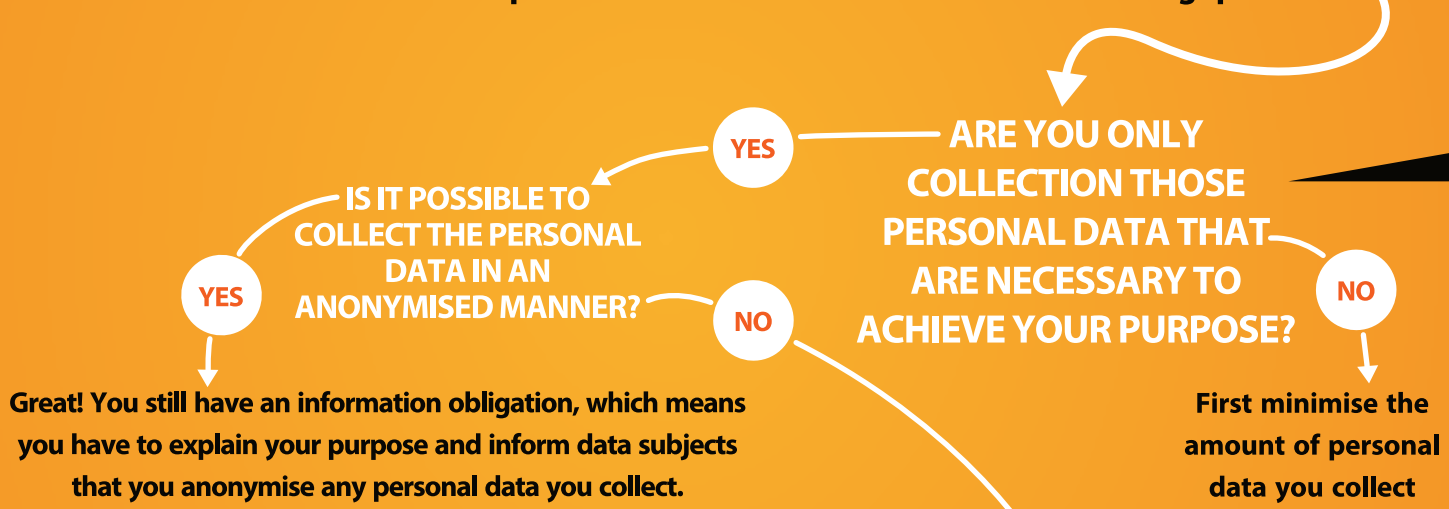 ARE YOU ONLY
COLLECTION THOSE
PERSONAL DATA THAT
ARE NECESSARY TO
ACHIEVE YOUR PURPOSE?
YES
NO
IS IT POSSIBLE TO
COLLECT THE PERSONAL
DATA IN AN
ANONYMISED MANNER?
YES
NO
Great! You still have an information obligation, which means
you have to explain your purpose and inform data subjects
that you anonymise any personal data you collect.
First minimise the
amount of personal
data you collect